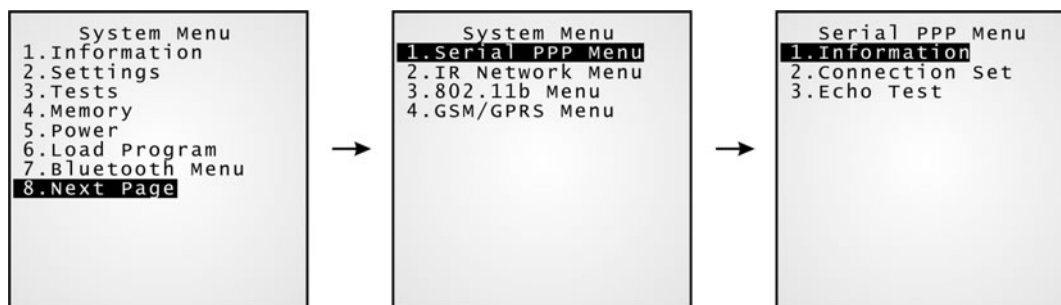 System Menu
1.Information
2.Settings
3.Tests
4.Memory
5.Power
6.Load Program
7.Bluetooth Menu
8.Next Page
System Menu
1.Serial PPP Menu
2.IR Network Menu
3.802.11b Menu
4.GSM/GPRS Menu
Serial PPP Menu
1.Information
2.Connection Set
3.Echo Test